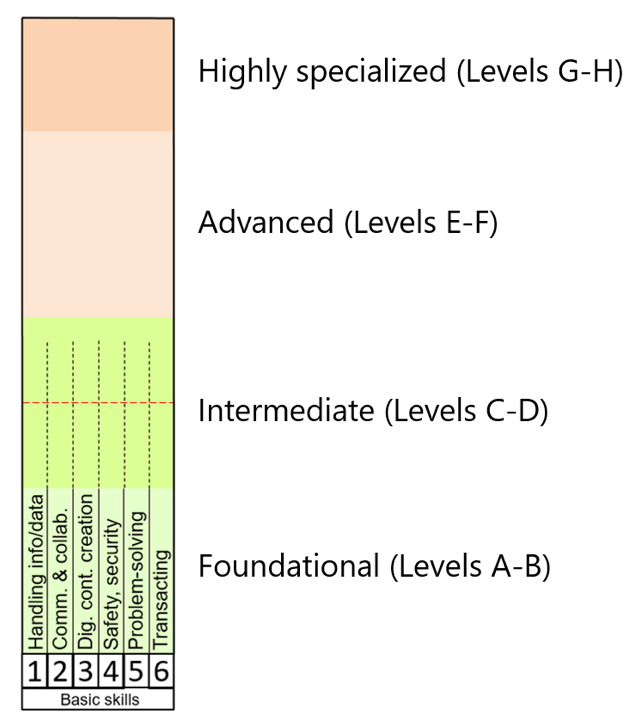 Highly specialized (Levels G-H)
Advanced (Levels E-F)
Intermediate (Levels C-D)
Foundational (Levels A-B)
Handling info/data
Comm. & collab.
Dig. cont. creation
Safety, security
Problem-solving
Transacting
1 2 3 4 5 6
Basic skills